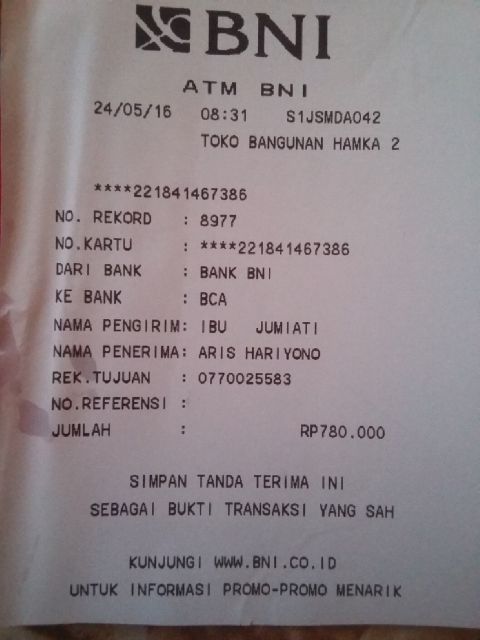 BNI
ATM BNI
24/05/16 08:31 S1JSMDA042
TOKO BANGUNAN HAMKA 2
****221841467386
NO. REKORD : 8977
NO.KARTU : ****221841467386
DARI BANK : BANK BNI
KE BANK : BCA
NAMA PENGIRIM: IBU JUMIATI
NAMA PENERIMA: ARIS HARIYONO
REK.TUJUAN : 0770025583
NO.REFERENSI :
JUMLAH : RP780.000
SIMPAN TANDA TERIMA INI
SEBAGAI BUKTI TRANSAKSI YANG SAH
KUNJUNGI WWW.BNI.CO.ID
UNTUK INFORMASI PROMO-PROMO MENARIK